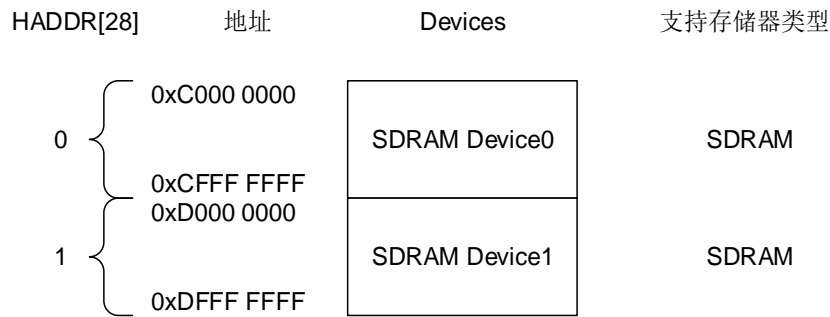 HADDR[28] 地址 Devices 支持存储器类型
0xC000 0000
0 SDRAM Device0 SDRAM
0xCFFF FFFF
0xD000 0000
1 SDRAM Device1 SDRAM
0xDFFF FFFF